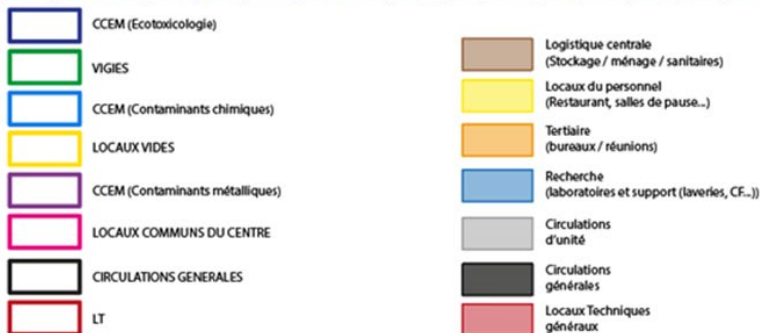 CCEM (Ecotoxicologie)
VIGIES
CCEM (Contaminants chimiques)
LOCAUX VIDES
CCEM (Contaminants métalliques)
LOCAUX COMMUNS DU CENTRE
CIRCULATIONS GENERALES
LT
Logistique centrale
(Stockage / ménage / sanitaires)
Locaux du personnel
(Restaurant, salles de pause...)
Tertiaire
(bureaux / réunions)
Recherche
(laboratoires et support (laveries, CF...))
Circulations
d'unité
Circulations
générales
Locaux Techniques
généraux